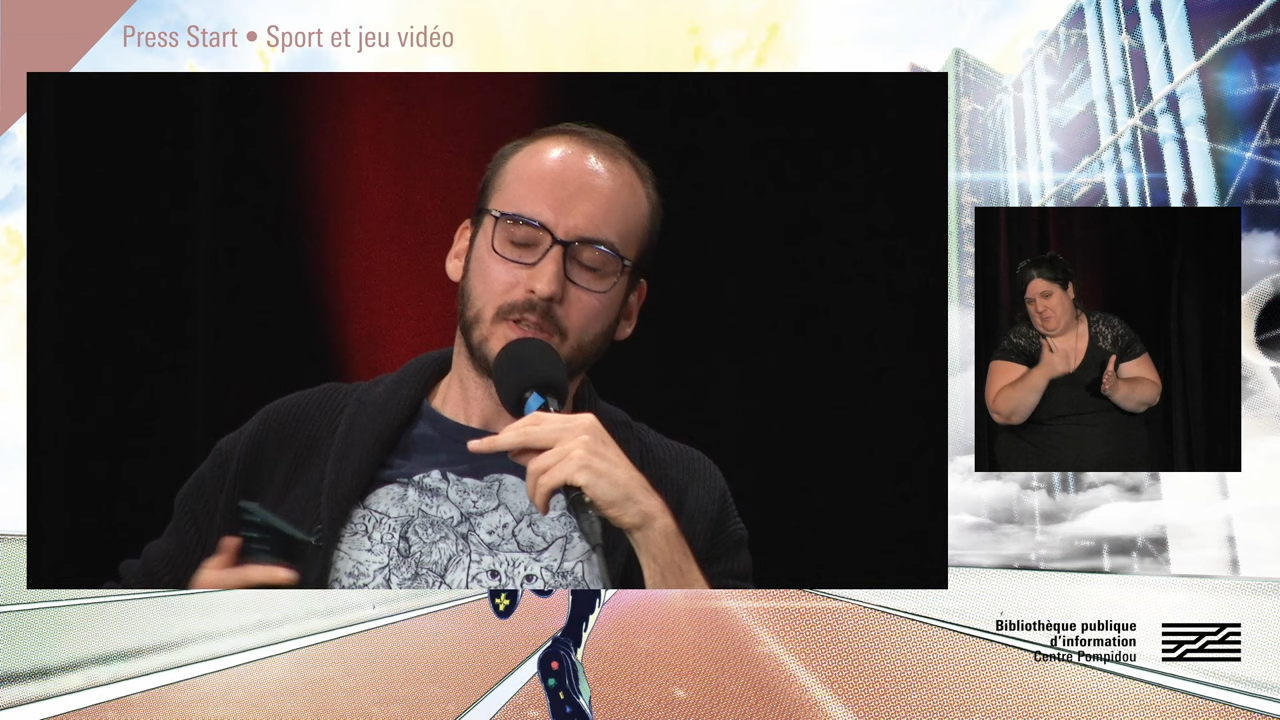 Press Start • Sport et jeu vidéo
Bibliothèque publique
d'information
Centre Pompidou